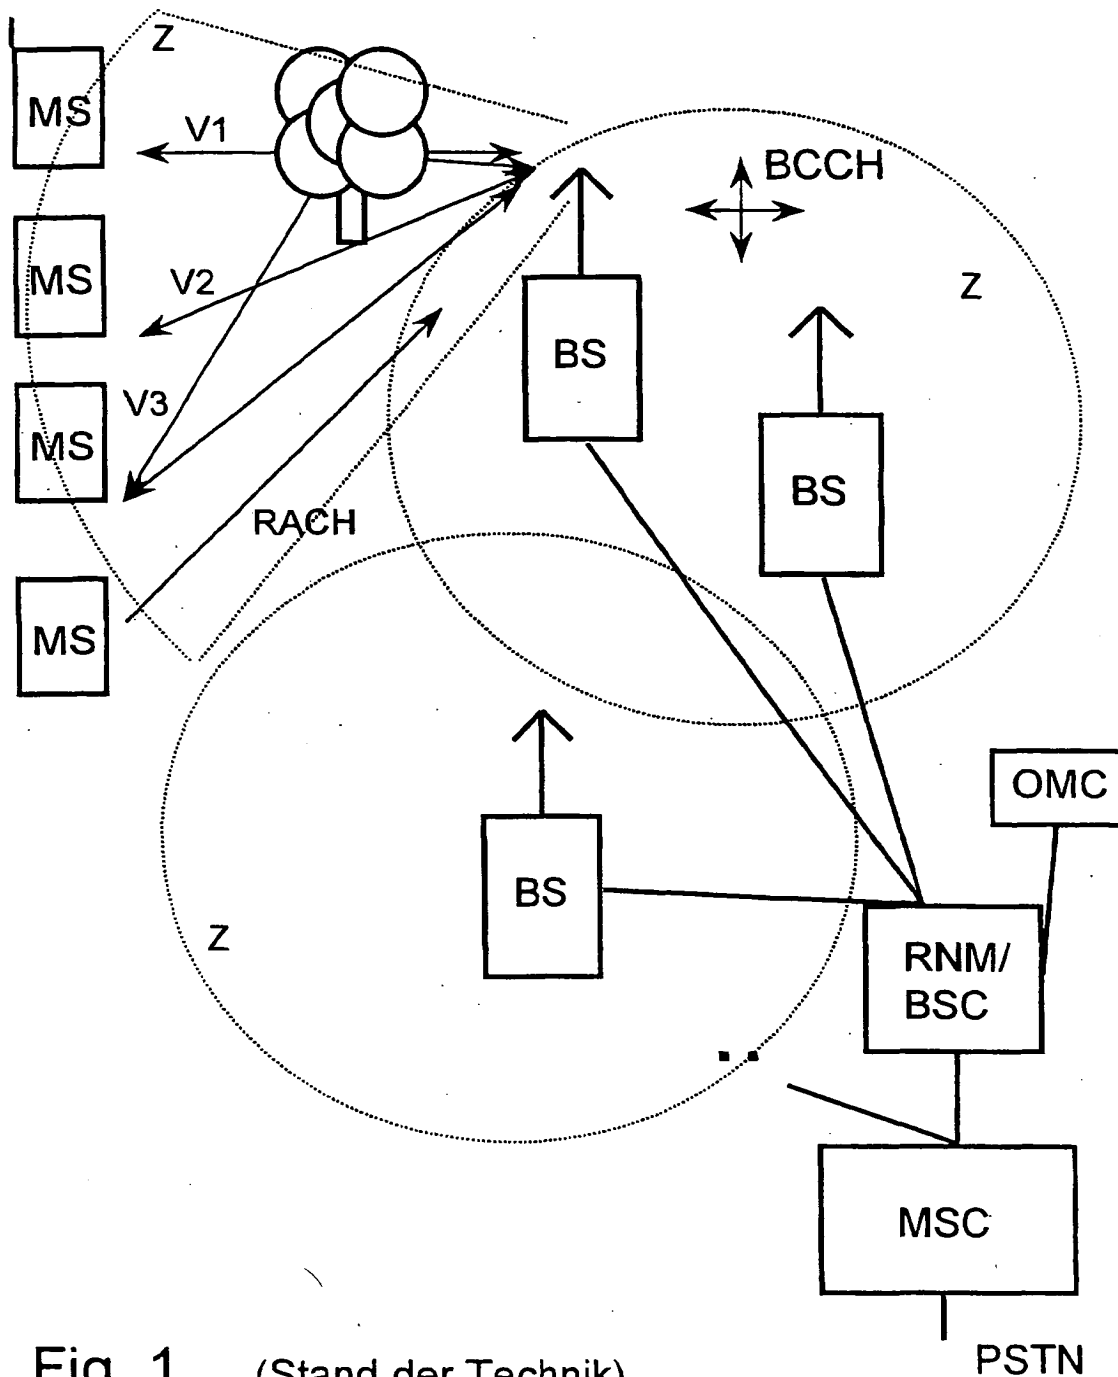 Z
MS
V1
BCCH
MS
V2
Z
BS
MS
V3
BS
RACH
MS
OMC
BS
Z
RNM/
BSC
MSC
PSTN
Fig. 1 (Stand der Technik)